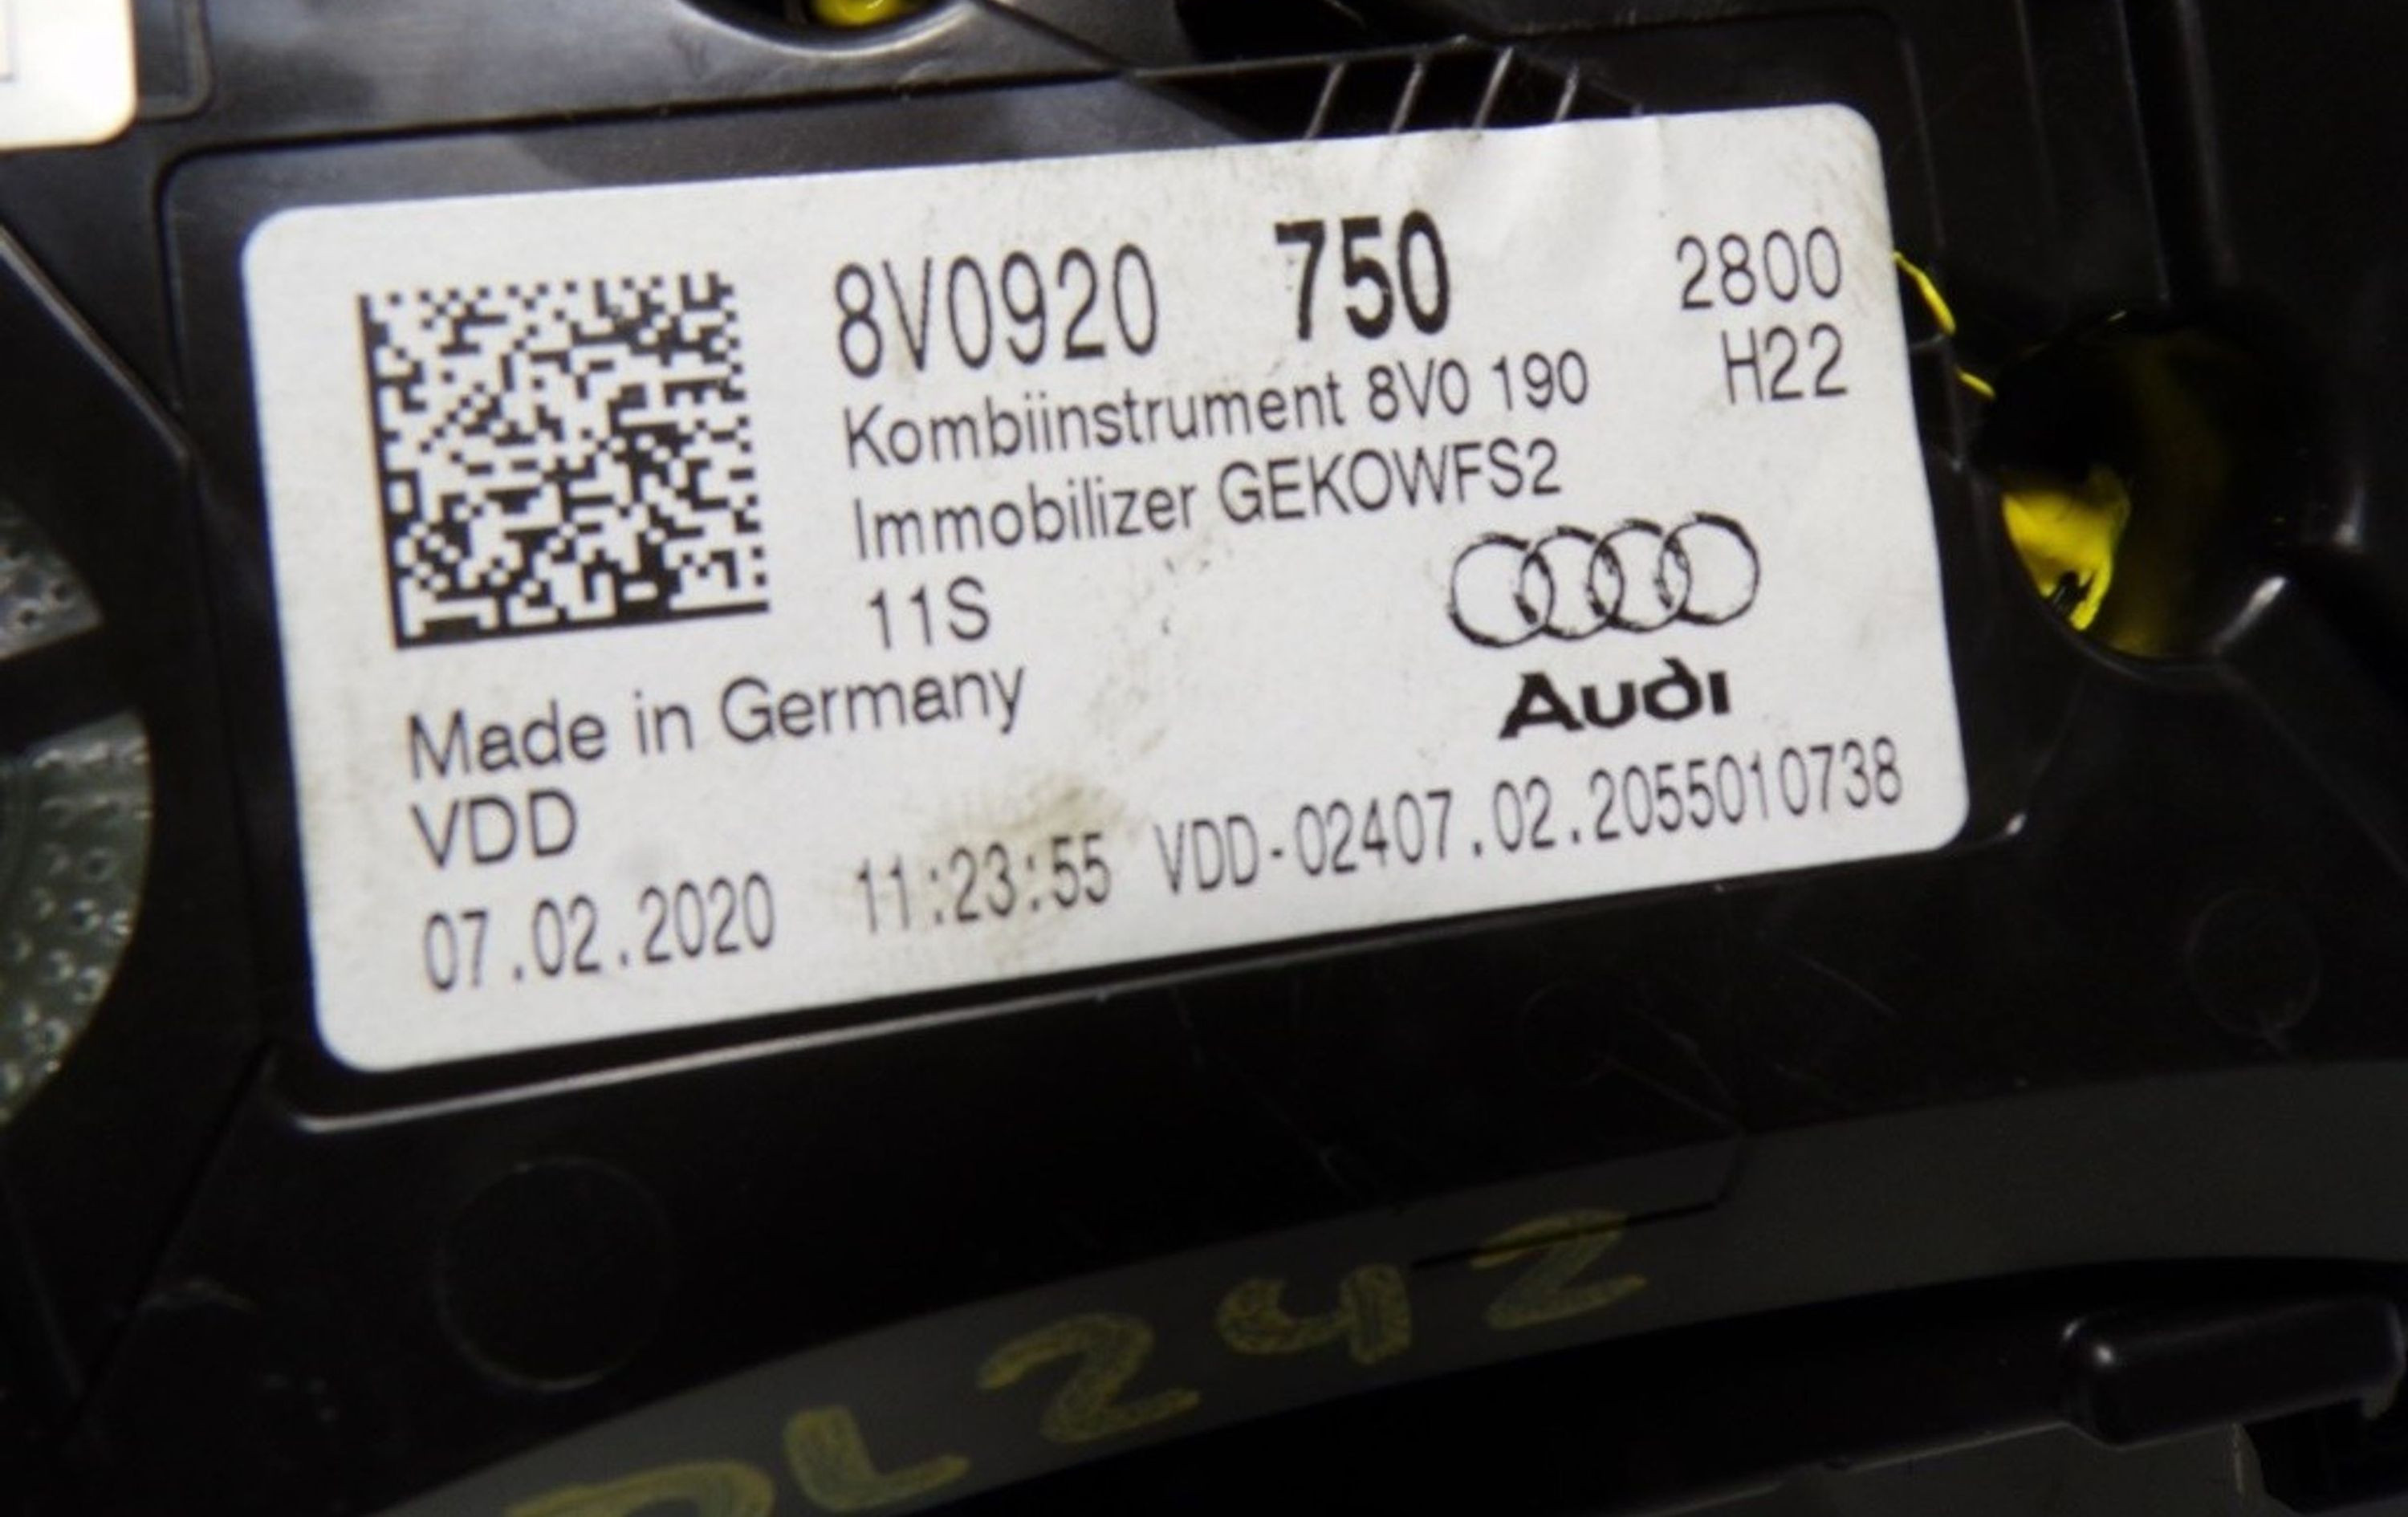 8V0920 750 2800
Kombiinstrument 8V0 190 H22
Immobilizer GEKOWFS2
11S
Audi
Made in Germany
VDD
07.02.2020 11:23:55 VDD-02407.02.2055010738
DL242